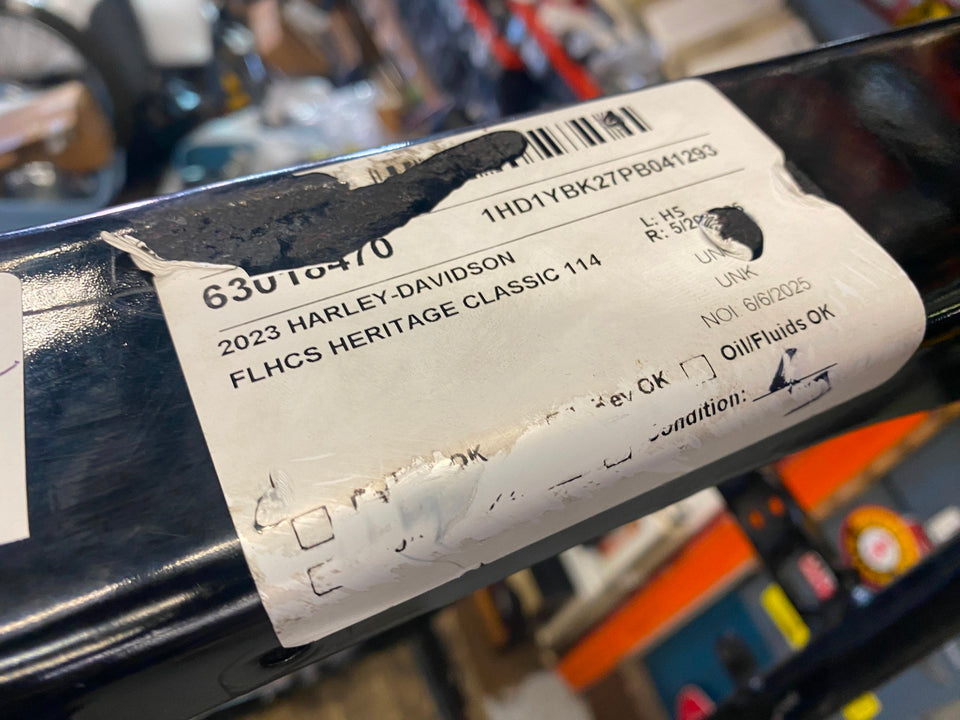 1HD1YBK27PB041293
63018470
L: H5
2023 HARLEY-DAVIDSON
FLHCS HERITAGE CLASSIC 114
UNK
NOI: 6/6/2025
OK
Key OK
Oil/Fluids OK
Condition: